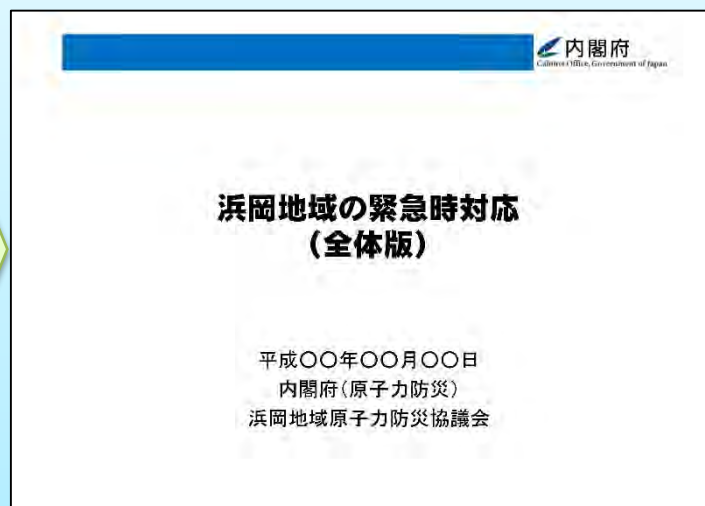 内閣府
Cabinet Office, Government of Japan
浜岡地域の緊急時対応
（全体版）
平成〇〇年〇〇月〇〇日
内閣府（原子力防災）
浜岡地域原子力防災協議会